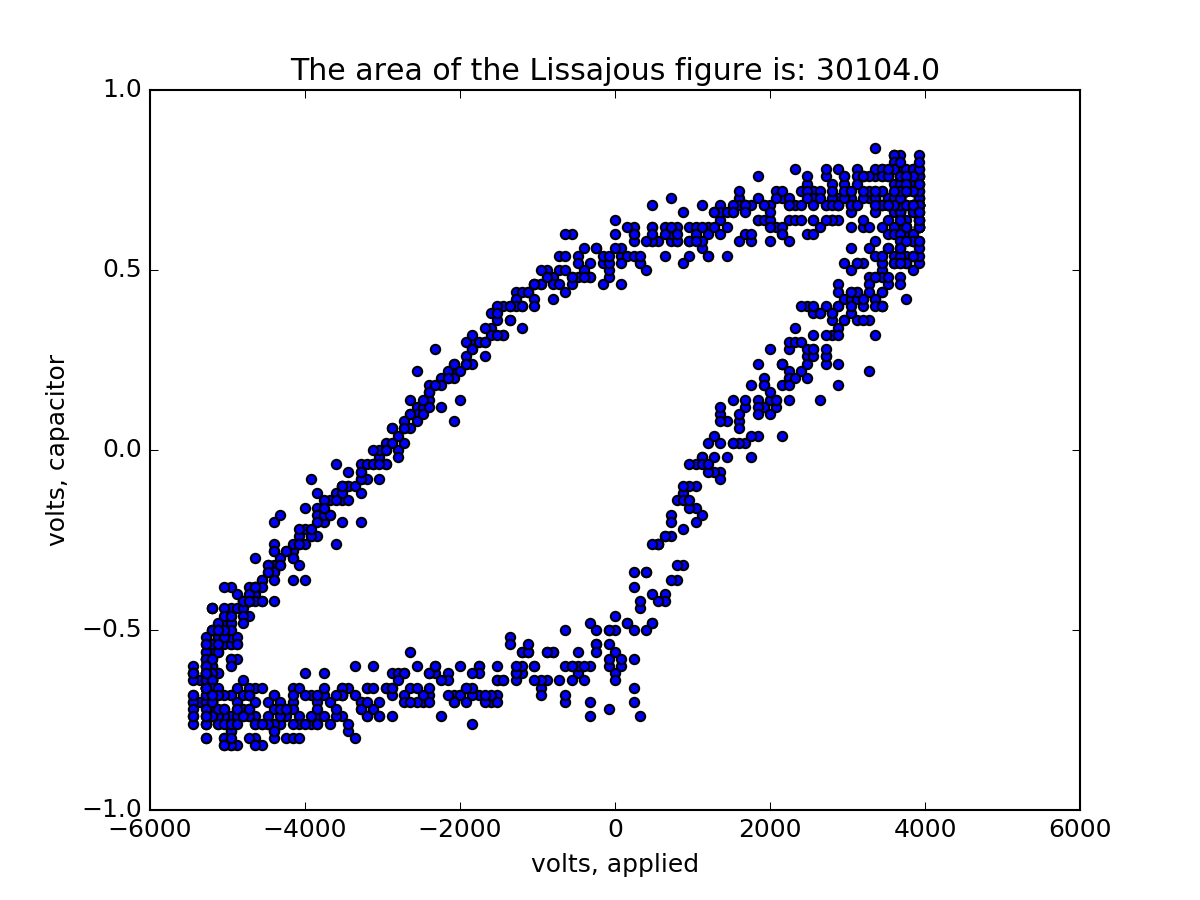 The area of the Lissajous figure is: 30104.0
1.0
0.5
0.0
−0.5
−1.0
volts, capacitor
−6000 −4000 −2000 0 2000 4000 6000
volts, applied